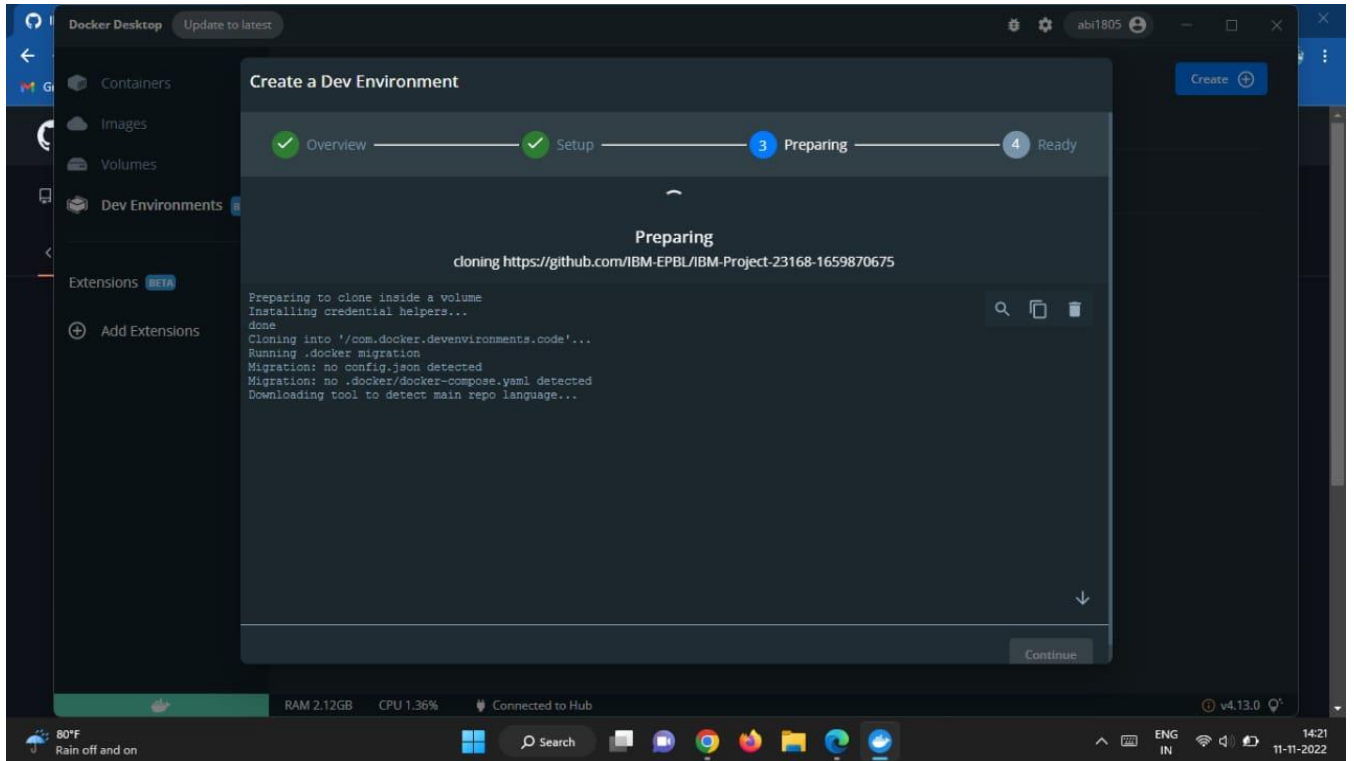 Docker Desktop Update to latest abi1805
Create
Containers
Images
Volumes
Dev Environments
Extensions BETA
Add Extensions
Create a Dev Environment
Overview Setup 3 Preparing 4 Ready
Preparing
cloning https://github.com/IBM-EPBL/IBM-Project-23168-1659870675
Preparing to clone inside a volume
Installing credential helpers...
done
Cloning into '/com.docker.devenvironments.code'...
Running .docker migration
Migration: no config.json detected
Migration: no .docker/docker-compose.yaml detected
Downloading tool to detect main repo language...
Continue
RAM 2.12GB CPU 1.36% Connected to Hub v4.13.0
80°F
Rain off and on
Search
ENG
IN
14:21
11-11-2022